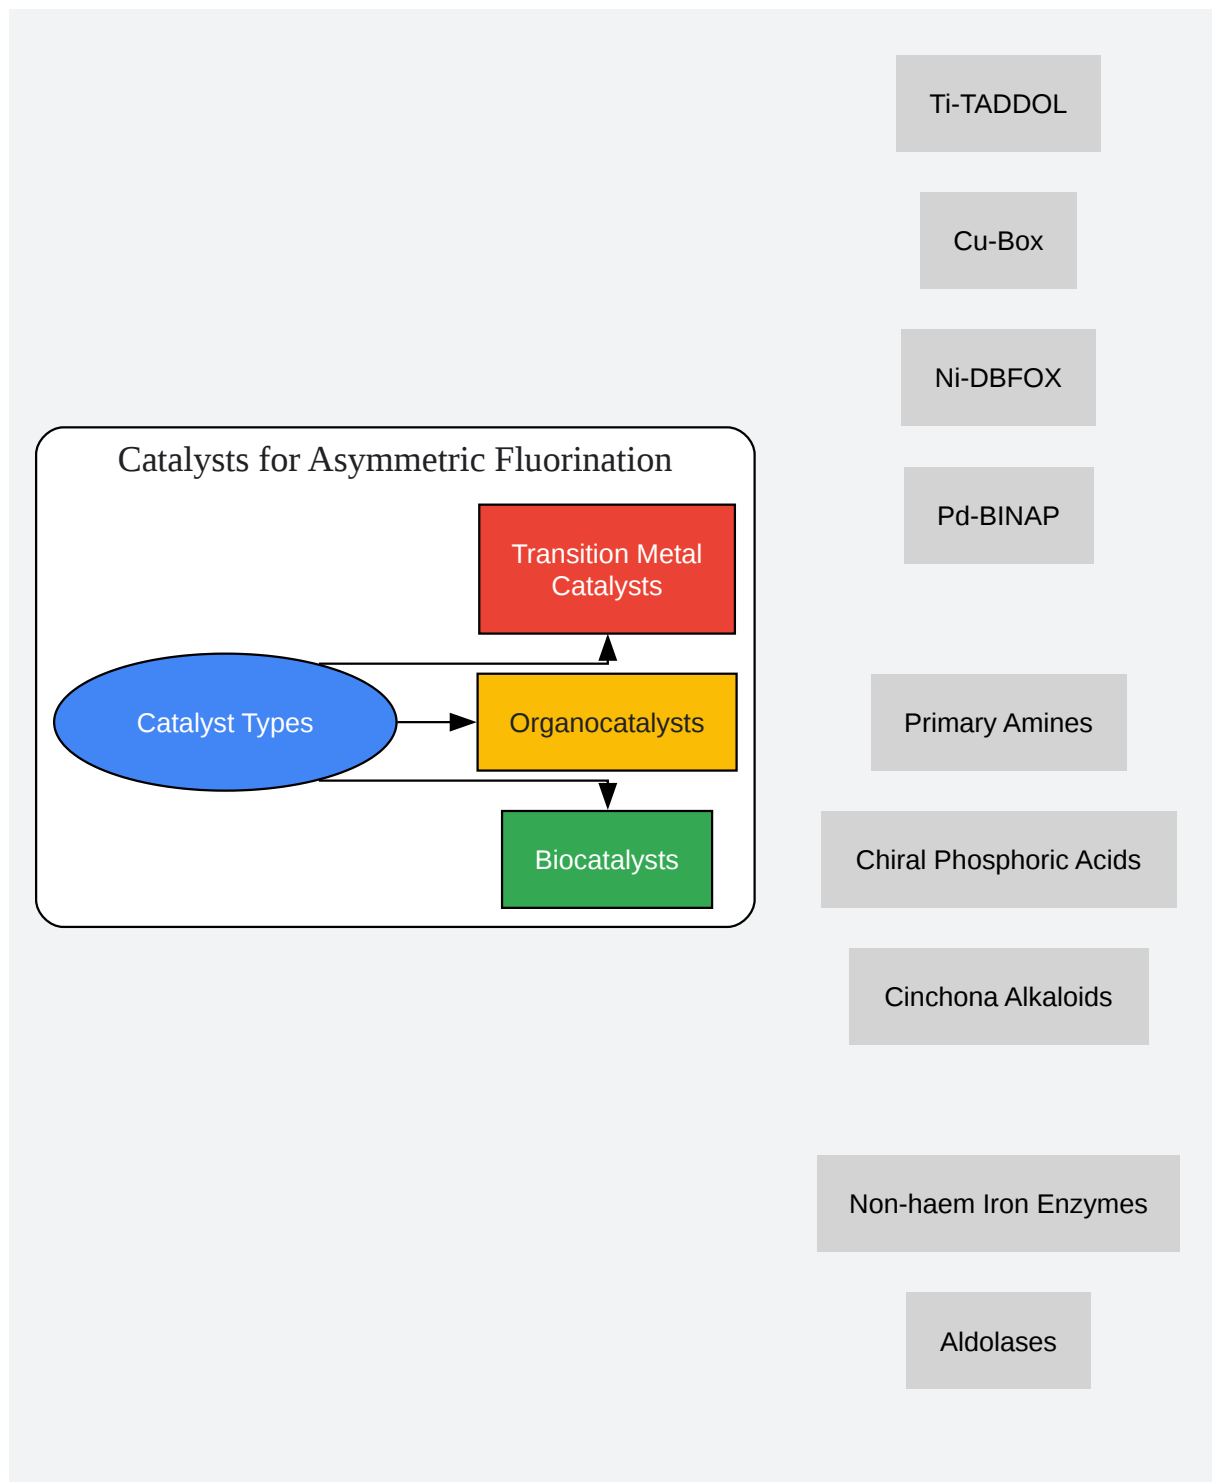 Catalysts for Asymmetric Fluorination
Catalyst Types
Transition Metal
Catalysts
Organocatalysts
Biocatalysts
Ti-TADDOL
Cu-Box
Ni-DBFOX
Pd-BINAP
Primary Amines
Chiral Phosphoric Acids
Cinchona Alkaloids
Non-haem Iron Enzymes
Aldolases